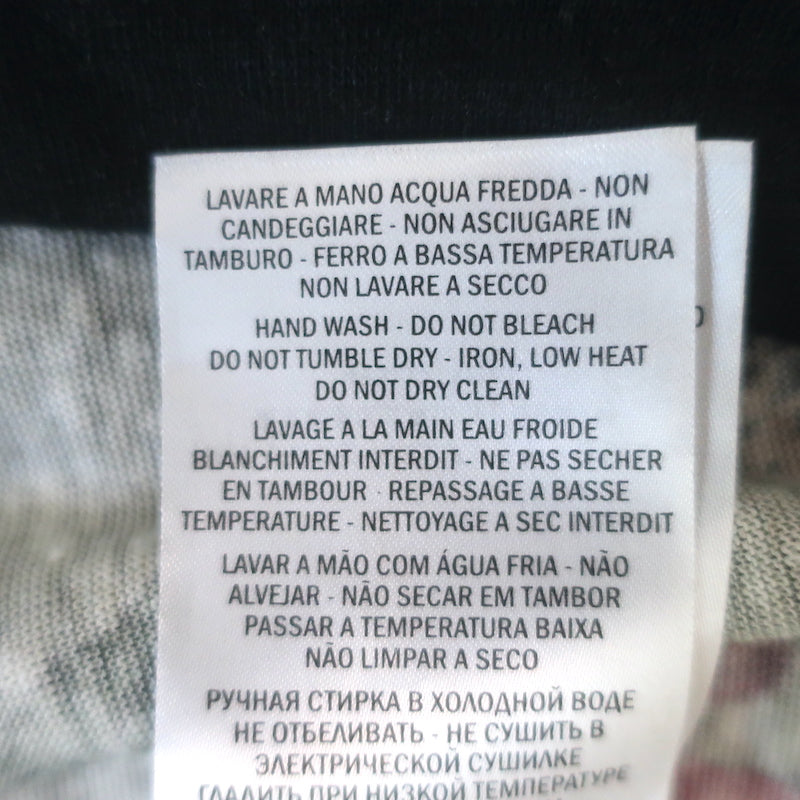 LAVARE A MANO ACQUA FREDDA - NON
CANDEGGIARE - NON ASCIUGARE IN
TAMBURO - FERRO A BASSA TEMPERATURA
NON LAVARE A SECCO
HAND WASH - DO NOT BLEACH
DO NOT TUMBLE DRY - IRON, LOW HEAT
DO NOT DRY CLEAN
LAVAGE A LA MAIN EAU FROIDE
BLANCHIMENT INTERDIT - NE PAS SECHER
EN TAMBOUR - REPASSAGE A BASSE
TEMPERATURE - NETTOYAGE A SEC INTERDIT
LAVAR A MÃO COM ÁGUA FRIA - NÃO
ALVEJAR - NÃO SECAR EM TAMBOR
PASSAR A TEMPERATURA BAIXA
NÃO LIMPAR A SECO
РУЧНАЯ СТИРКА В ХОЛОДНОЙ ВОДЕ
НЕ ОТБЕЛИВАТЬ - НЕ СУШИТЬ В
ЭЛЕКТРИЧЕСКОЙ СУШИЛКЕ
ГЛАДИТЬ ПРИ НИЗКОЙ ТЕМПЕРАТУРЕ